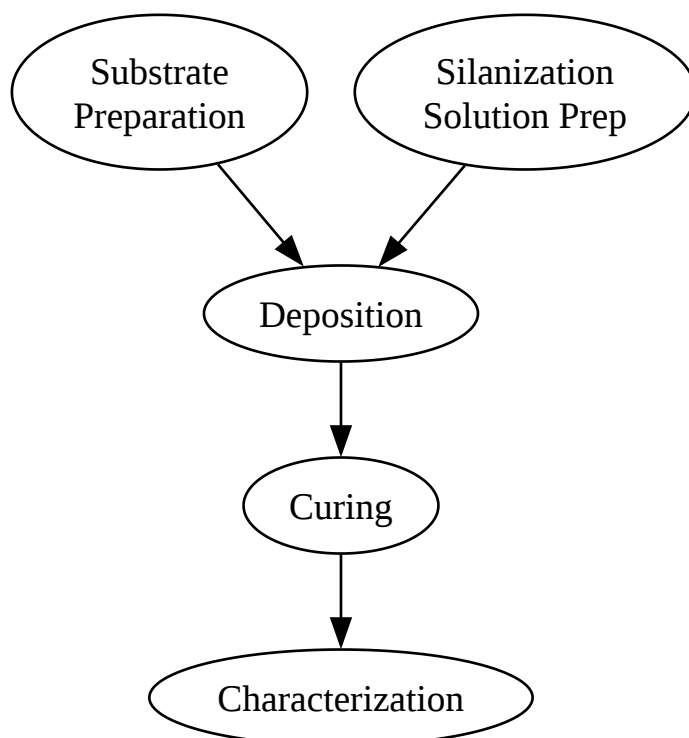 Substrate
Preparation
Silanization
Solution Prep
Deposition
Curing
Characterization